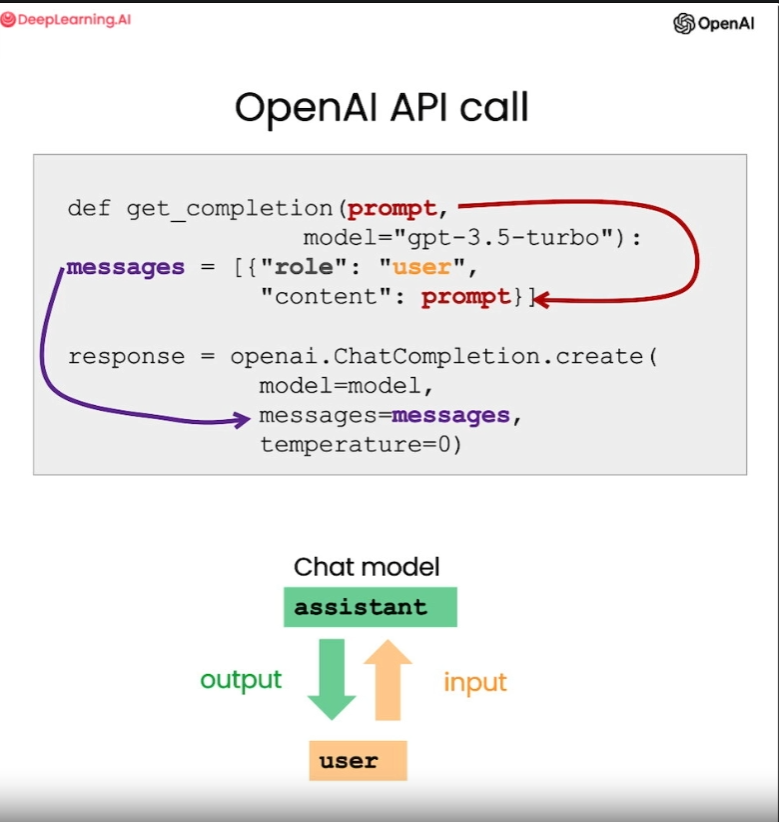 DeepLearning.AI
OpenAI
OpenAI API call
def get_completion(prompt,
model="gpt-3.5-turbo"):
messages = [{"role": "user",
"content": prompt}]
response = openai.ChatCompletion.create(
model=model,
messages=messages,
temperature=0)
Chat model
assistant
output
input
user